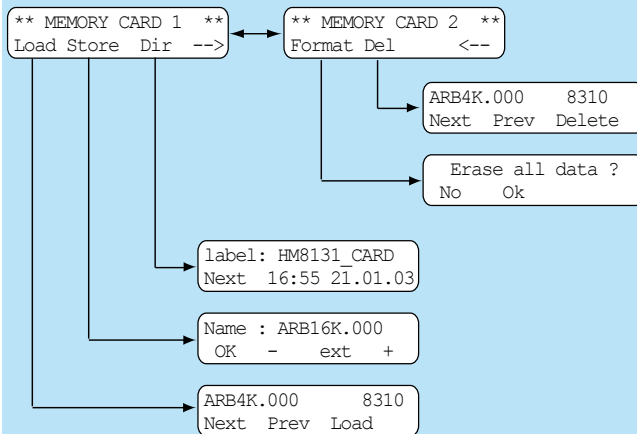 ** MEMORY CARD 1 **
Load Store Dir -->
** MEMORY CARD 2 **
Format Del <--
ARB4K.000 8310
Next Prev Delete
Erase all data ?
No Ok
label: HM8131_CARD
Next 16:55 21.01.03
Name : ARB16K.000
OK - ext +
ARB4K.000 8310
Next Prev Load